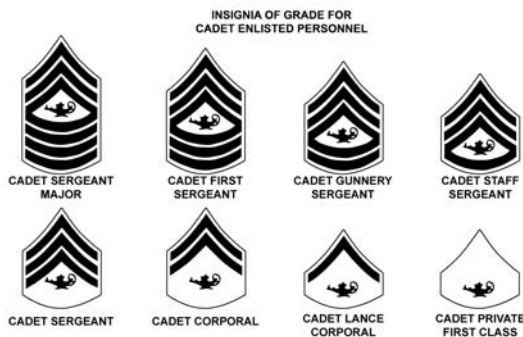 INSIGNIA OF GRADE FOR
CADET ENLISTED PERSONNEL
CADET SERGEANT
MAJOR
CADET FIRST
SERGEANT
CADET GUNNERY
SERGEANT
CADET STAFF
SERGEANT
CADET SERGEANT
CADET CORPORAL
CADET LANCE
CORPORAL
CADET PRIVATE
FIRST CLASS